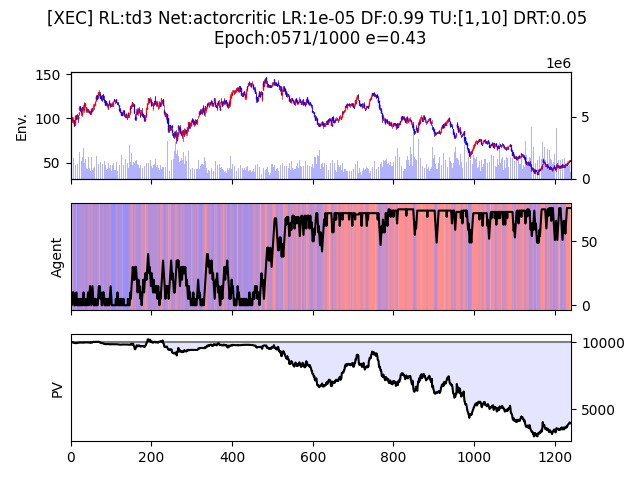 [XEC] RL:td3 Net:actorcritic LR:1e-05 DF:0.99 TU:[1,10] DRT:0.05
Epoch:0571/1000 e=0.43
1e6
150
100
50
Env.
5
0
Agent
50
0
PV
10000
5000
0 200 400 600 800 1000 1200